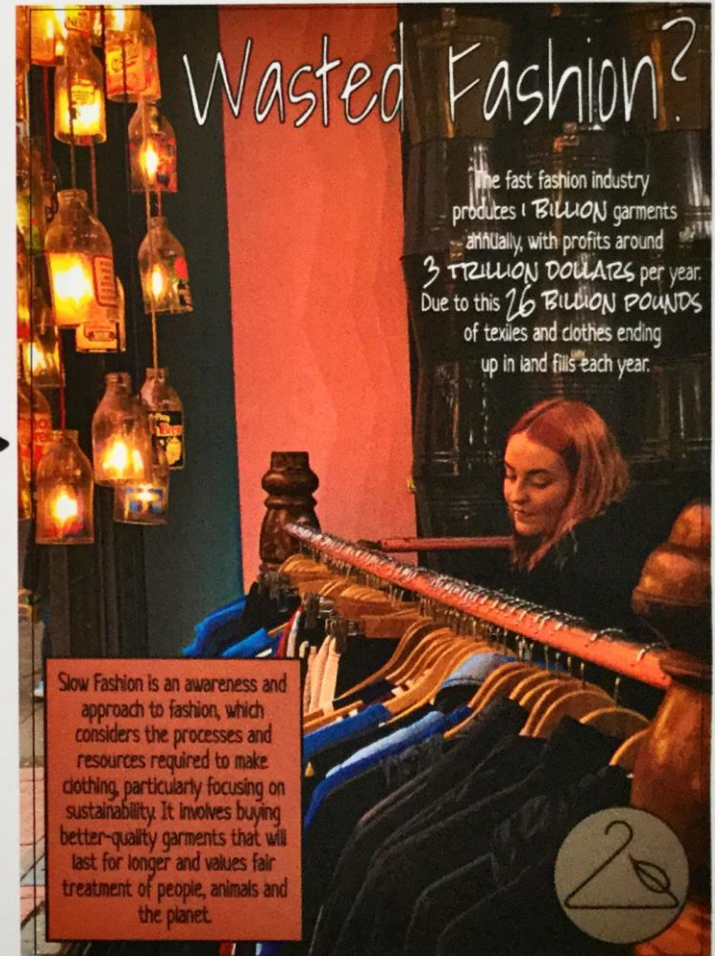 Wasted Fashion?
The fast fashion industry
produces 1 BILLION garments
annually, with profits around
3 TRILLION DOLLARS per year.
Due to this 26 BILLION POUNDS
of texiles and clothes ending
up in land fills each year.
Slow Fashion is an awareness and
approach to fashion, which
considers the processes and
resources required to make
clothing, particularly focusing on
sustainability. It involves buying
better-quality garments that will
last for longer and values fair
treatment of people, animals and
the planet.